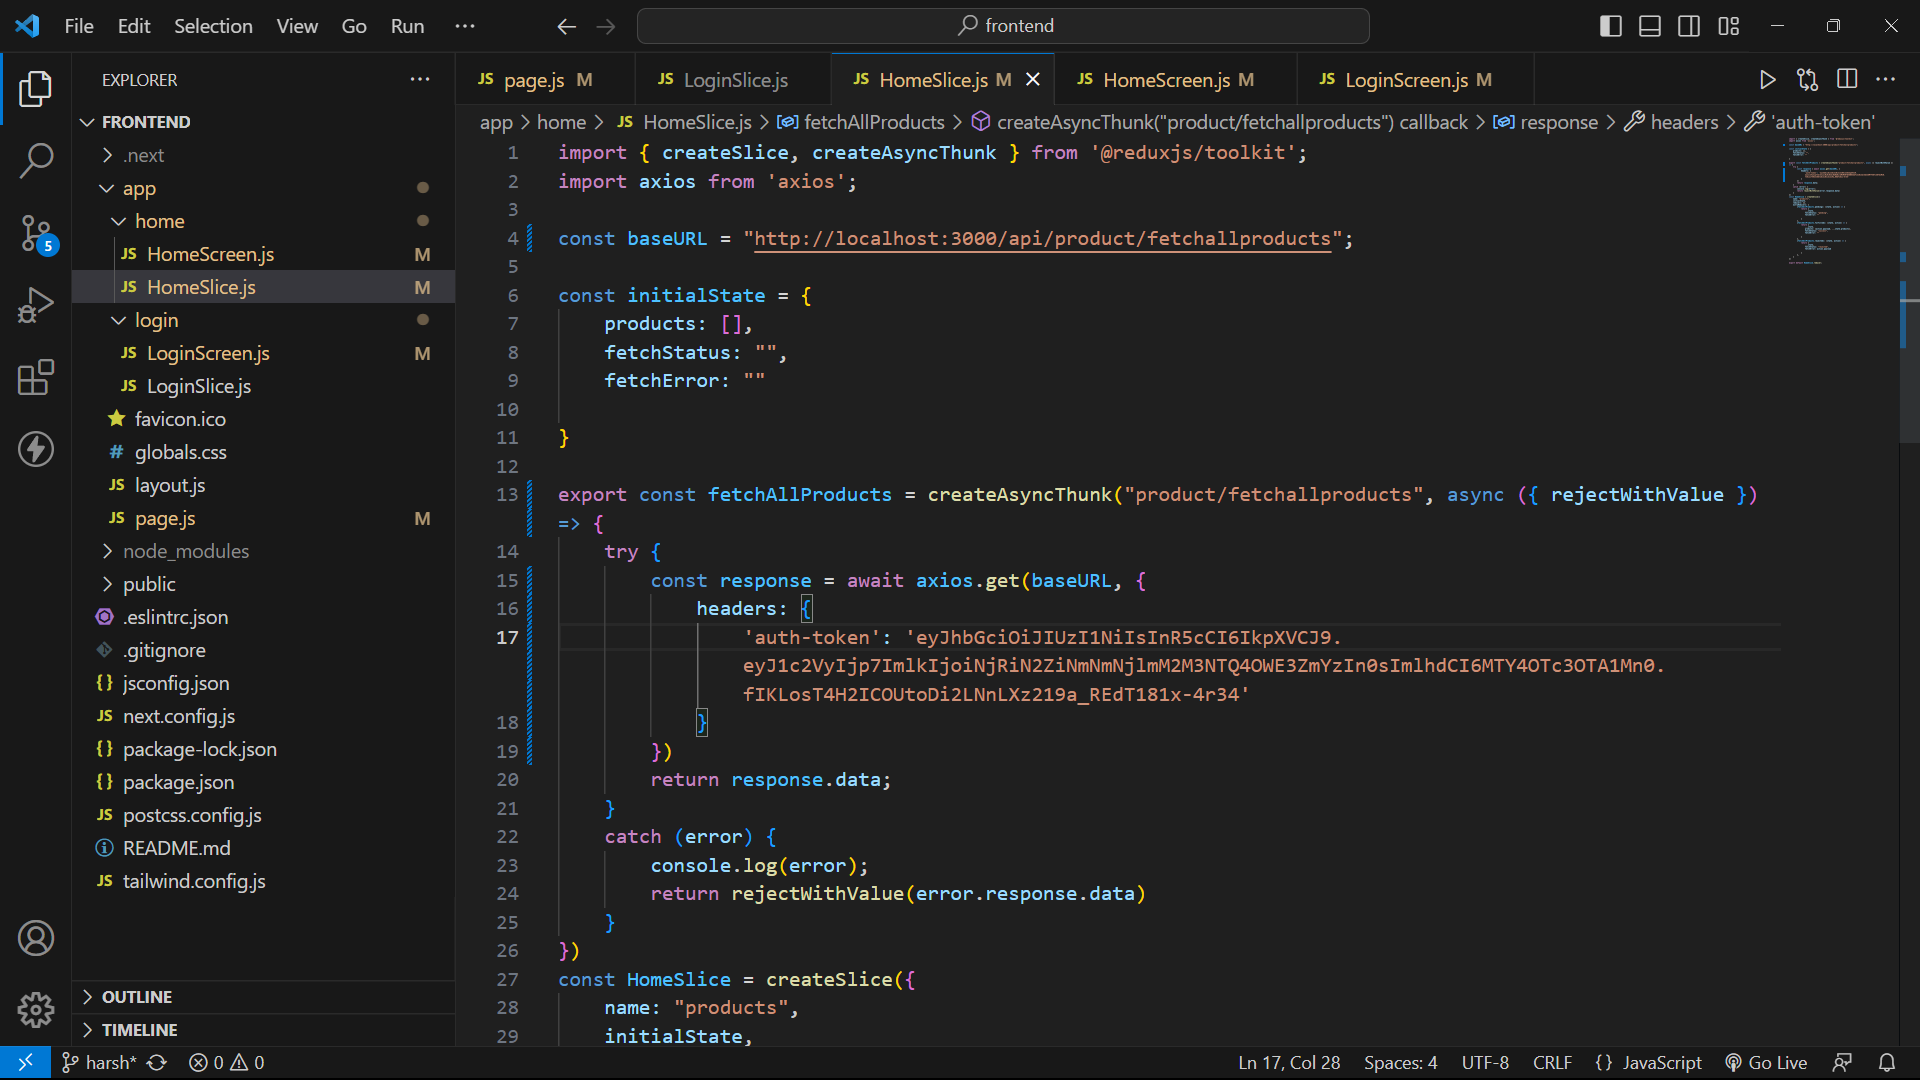 File Edit Selection View Go Run ··· frontend
EXPLORER ···
FRONTEND
.next
app
home
JS HomeScreen.js M
JS HomeSlice.js M
login
JS LoginScreen.js M
JS LoginSlice.js
favicon.ico
# globals.css
JS layout.js
JS page.js M
node_modules
public
.eslintrc.json
.gitignore
{} jsconfig.json
JS next.config.js
{} package-lock.json
{} package.json
JS postcss.config.js
README.md
JS tailwind.config.js
OUTLINE
TIMELINE
5
JS page.js M JS LoginSlice.js JS HomeSlice.js M JS HomeScreen.js M JS LoginScreen.js M
app > home > JS HomeSlice.js > fetchAllProducts > createAsyncThunk("product/fetchallproducts") callback > response > headers > 'auth-token'
1 import { createSlice, createAsyncThunk } from '@reduxjs/toolkit';
2 import axios from 'axios';
3
4 const baseURL = "http://localhost:3000/api/product/fetchallproducts";
5
6 const initialState = {
7 products: [],
8 fetchStatus: "",
9 fetchError: ""
10
11 }
12
13 export const fetchAllProducts = createAsyncThunk("product/fetchallproducts", async ({ rejectWithValue })
=> {
14 try {
15 const response = await axios.get(baseURL, {
16 headers: {
17 'auth-token': 'eyJhbGciOiJIUzI1NiIsInR5cCI6IkpXVCJ9.
eyJ1c2VyIjp7ImlkIjoiNjRiN2ZiNmNmNjlmM2M3NTQ4OWE3ZmYzIn0sImlhdCI6MTY4OTc3OTA1Mn0.
fIKLosT4H2ICOUtoDi2LNnLXz219a_REdT181x-4r34'
18 }
19 })
20 return response.data;
21 }
22 catch (error) {
23 console.log(error);
24 return rejectWithValue(error.response.data)
25 }
26 })
27 const HomeSlice = createSlice({
28 name: "products",
29 initialState,
harsh* 0 0 Ln 17, Col 28 Spaces: 4 UTF-8 CRLF {} JavaScript Go Live